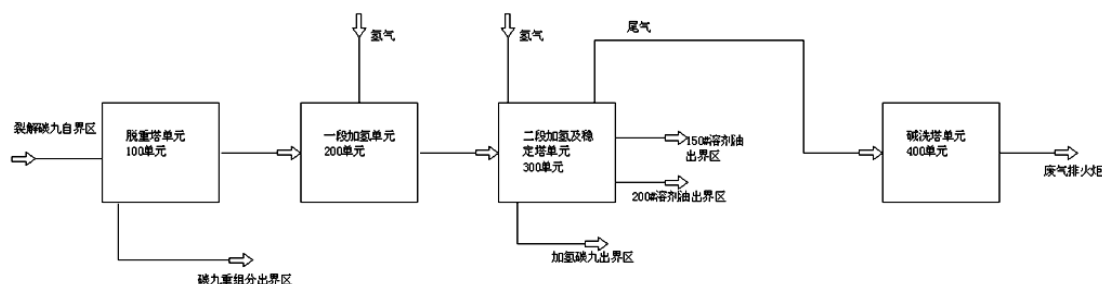 氢气
氢气
尾气
裂解碳九自界区
脱重塔单元
100单元
一段加氢单元
200单元
二段加氢及稳
定塔单元
300单元
150#溶剂油
出界区
200#溶剂油出界区
碱洗塔单元
400单元
废气排火炬
加氢碳九出界区
碳九重组分出界区